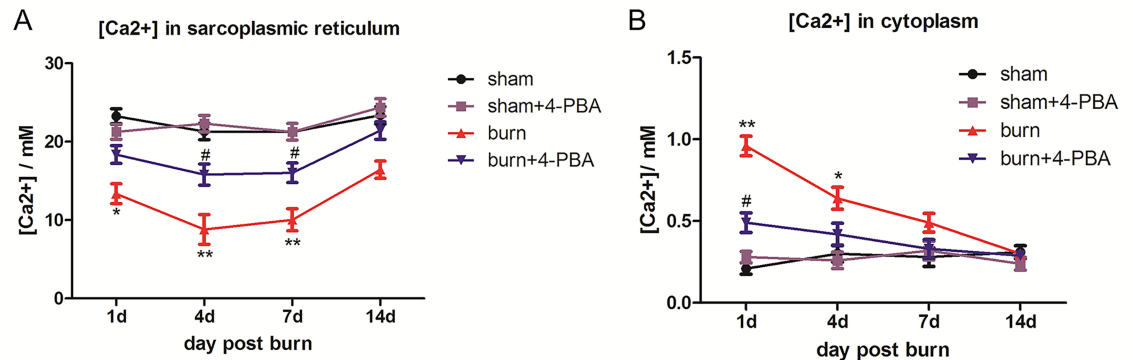 A
[Ca2+] in sarcoplasmic reticulum
[Ca2+] / mM
30
20
10
0
*
#
**
#
**
1d
4d
7d
14d
day post burn
sham
sham+4-PBA
burn
burn+4-PBA
B
[Ca2+] in cytoplasm
[Ca2+]/ mM
1.5
1.0
0.5
0.0
**
#
*
1d
4d
7d
14d
day post burn
sham
sham+4-PBA
burn
burn+4-PBA